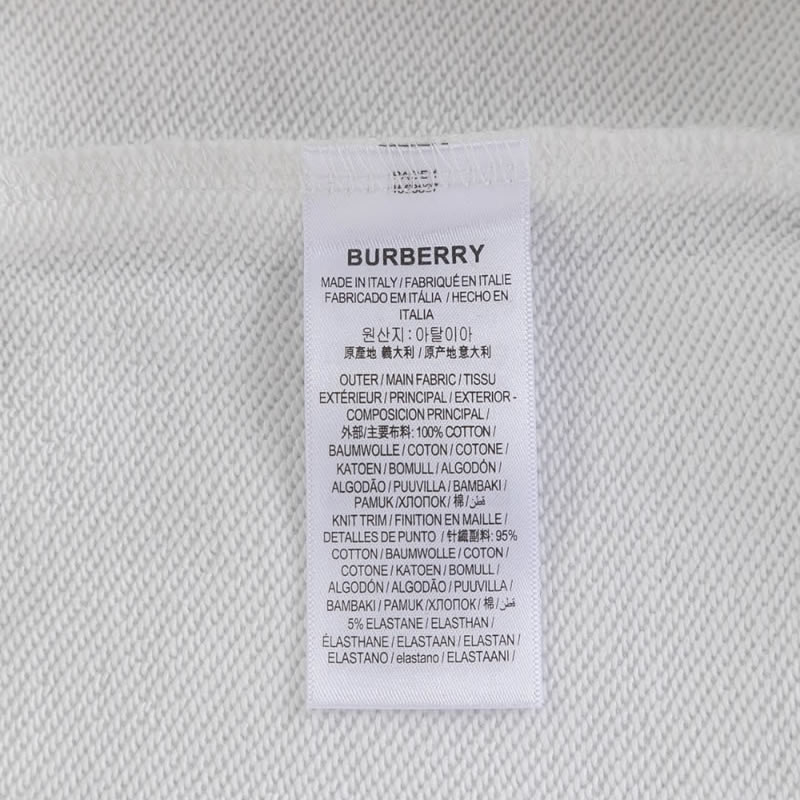 BURBERRY
MADE IN ITALY / FABRIQUÉ EN ITALIE
FABRICADO EM ITÁLIA / HECHO EN
ITALIA
원산지 : 아탈이아
原產地 義大利 / 原产地 意大利
OUTER / MAIN FABRIC / TISSU
EXTÉRIEUR / PRINCIPAL / EXTERIOR -
COMPOSICION PRINCIPAL /
外部/主要布料: 100% COTTON /
BAUMWOLLE / COTON / COTONE /
KATOEN / BOMULL / ALGODÓN /
ALGODÃO / PUUVILLA / BAMBAKI /
PAMUK /ХЛОПОК / 棉 / قطن
KNIT TRIM / FINITION EN MAILLE /
DETALLES DE PUNTO / 針織副料: 95%
COTTON / BAUMWOLLE / COTON /
COTONE / KATOEN / BOMULL /
ALGODÓN / ALGODÃO / PUUVILLA /
BAMBAKI / PAMUK /ХЛОПОК / 棉 / قطن
5% ELASTANE / ELASTHAN /
ÉLASTHANE / ELASTAAN / ELASTAN /
ELASTANO / elastano / ELASTAANI /